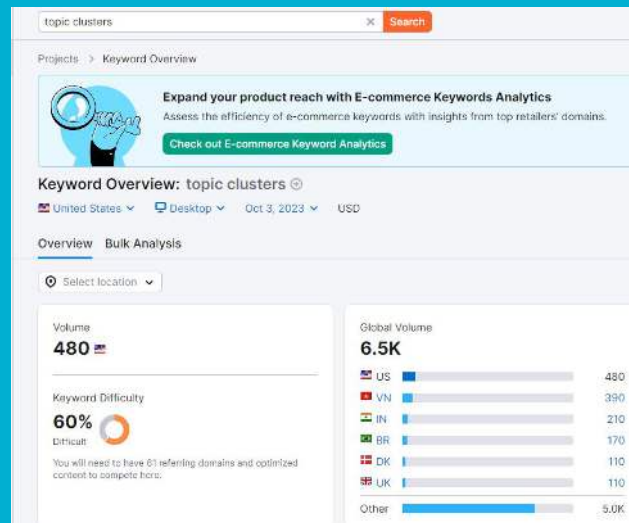 topic clusters
Search
Projects > Keyword Overview
Expand your product reach with E-commerce Keywords Analytics
Assess the efficiency of e-commerce keywords with insights from top retailers' domains.
Check out E-commerce Keyword Analytics
Keyword Overview: topic clusters
United States
Desktop
Oct 3, 2023
USD
Overview
Bulk Analysis
Select location
Volume
480
Keyword Difficulty
60%
Difficult
You will need to have 61 referring domains and optimized
content to compete here.
Global Volume
6.5K
US 480
VN 390
IN 210
BR 170
DK 110
UK 110
Other 5.0K